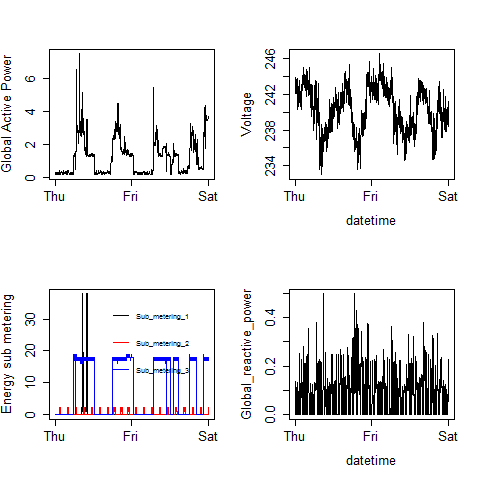 Global Active Power
0 2 4 6
Thu Fri Sat
Voltage
234 238 242 246
Thu Fri Sat
datetime
Energy sub metering
0 10 20 30
Sub_metering_1
Sub_metering_2
Sub_metering_3
Thu Fri Sat
Global_reactive_power
0.0 0.2 0.4
Thu Fri Sat
datetime